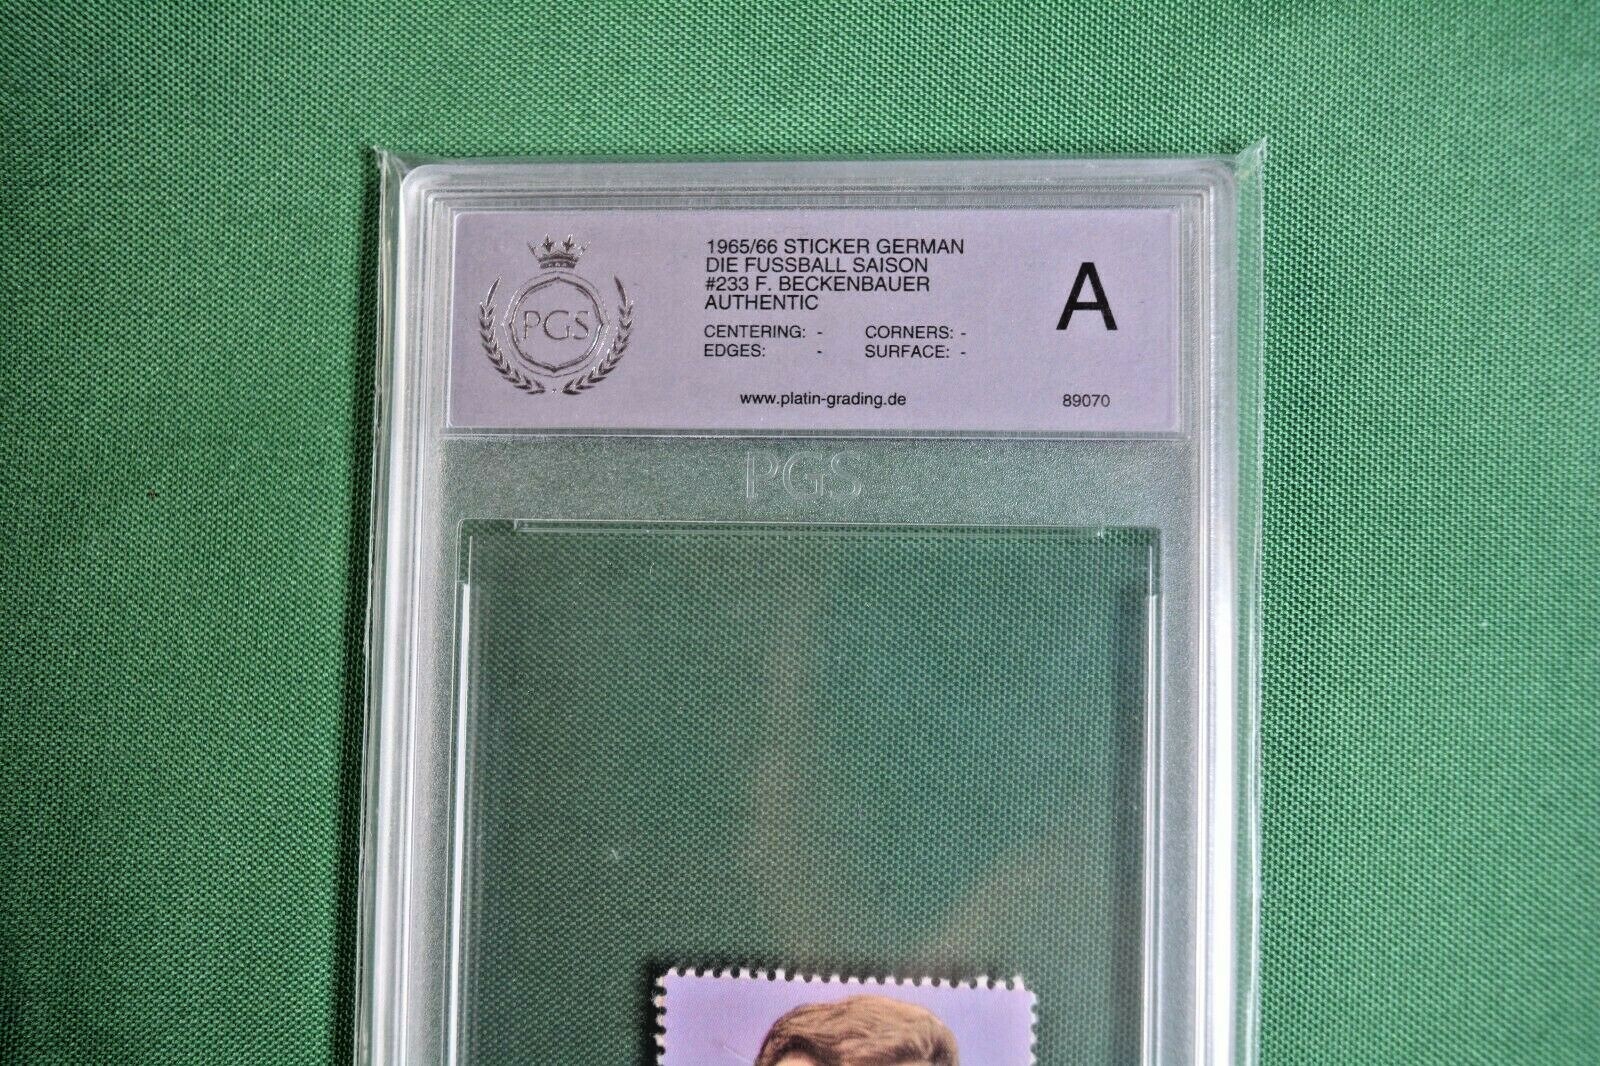 PGS
1965/66 STICKER GERMAN
DIE FUSSBALL SAISON
#233 F. BECKENBAUER
AUTHENTIC
CENTERING: - CORNERS: -
EDGES: - SURFACE: -
www.platin-grading.de
A
89070
PGS